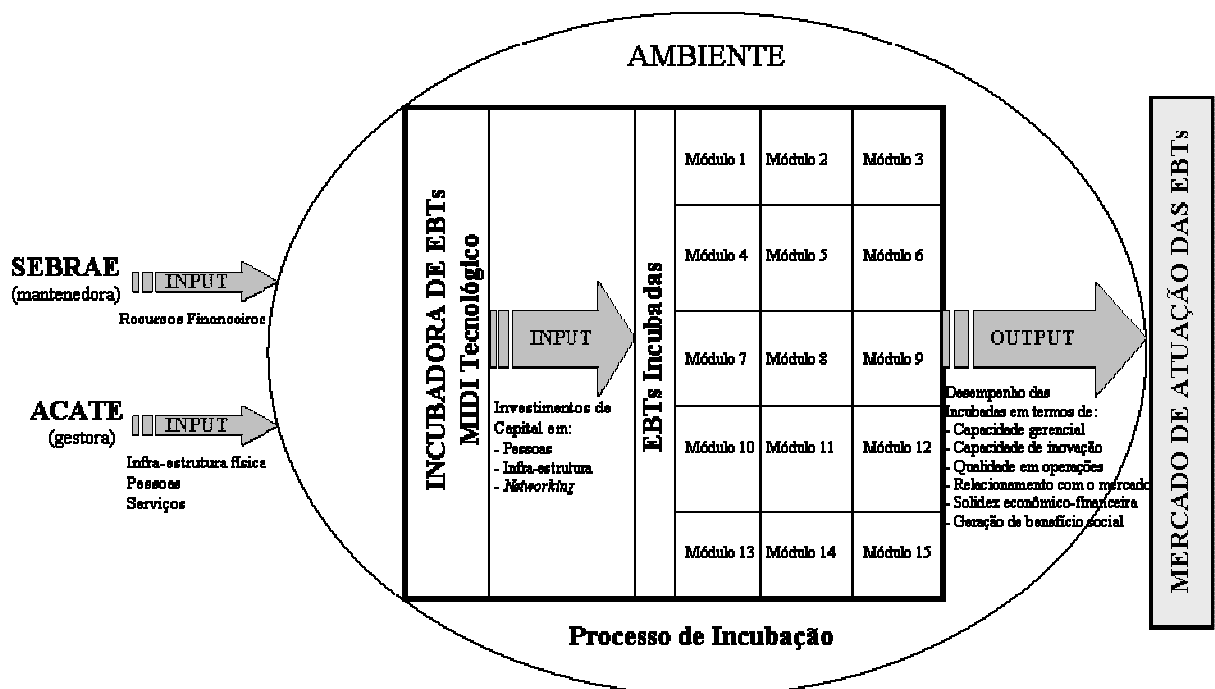 AMBIENTE
SEBRAE
(mantenedora)
INPUT
Recursos Financeiros
ACATE
(gestora)
INPUT
Infra-estrutura física
Pessoas
Serviços
INCUBADORA DE EBTs
MIDI Tecnológico
INPUT
Investimentos de
Capital em:
- Pessoas
- Infra-estrutura
- Networking
EBTs Incubadas
Módulo 1 Módulo 2 Módulo 3
Módulo 4 Módulo 5 Módulo 6
Módulo 7 Módulo 8 Módulo 9
Módulo 10 Módulo 11 Módulo 12
Módulo 13 Módulo 14 Módulo 15
OUTPUT
Desempenho das
Incubadas em termos de:
- Capacidade gerencial
- Capacidade de inovação
- Qualidade em operações
- Relacionamento com o mercado
- Solidez econômico-financeira
- Geração de benefício social
MERCADO DE ATUAÇÃO DAS EBTs
Processo de Incubação